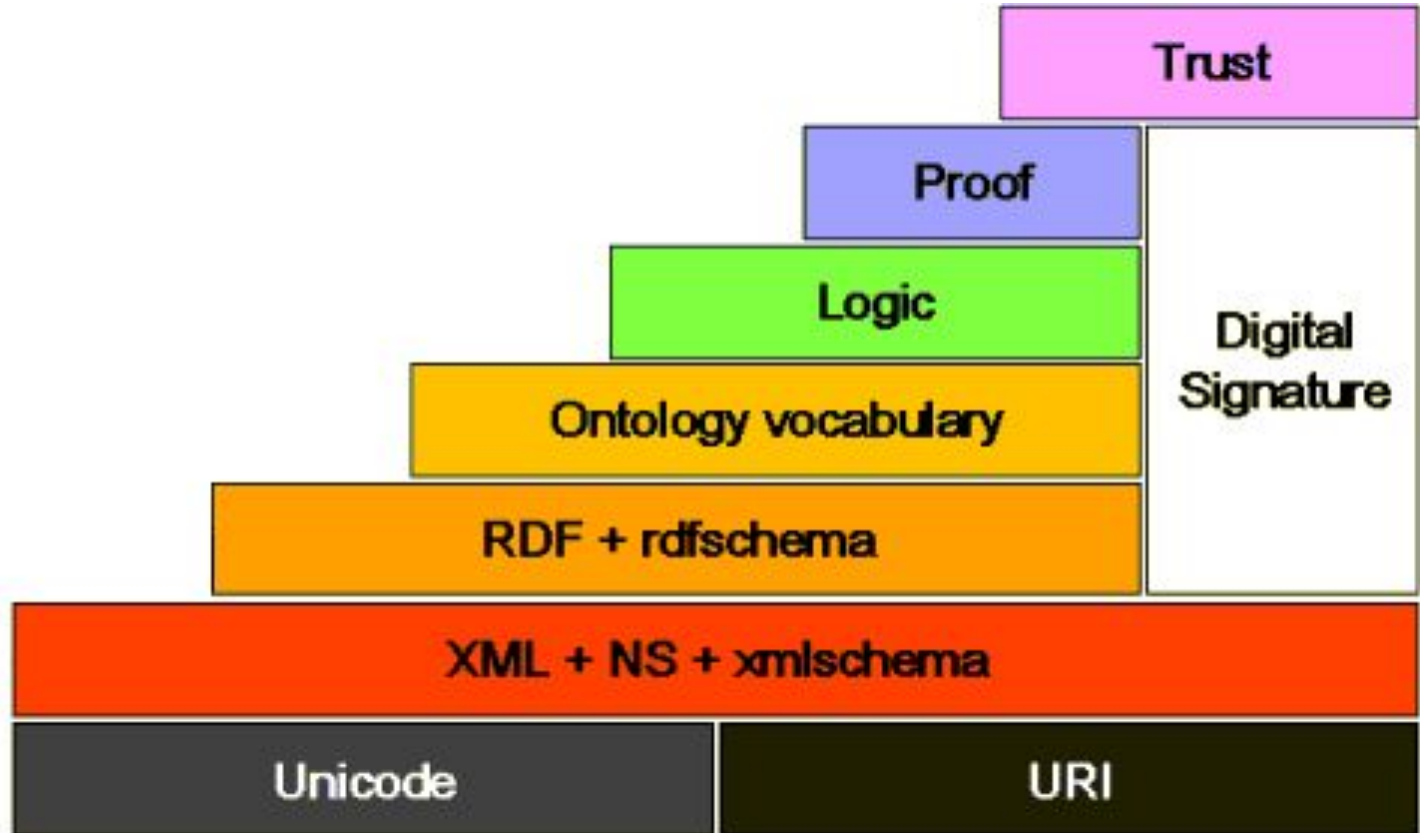 Trust
Proof
Logic
Digital
Signature
Ontology vocabulary
RDF + rdfschema
XML + NS + xmlschema
Unicode
URI